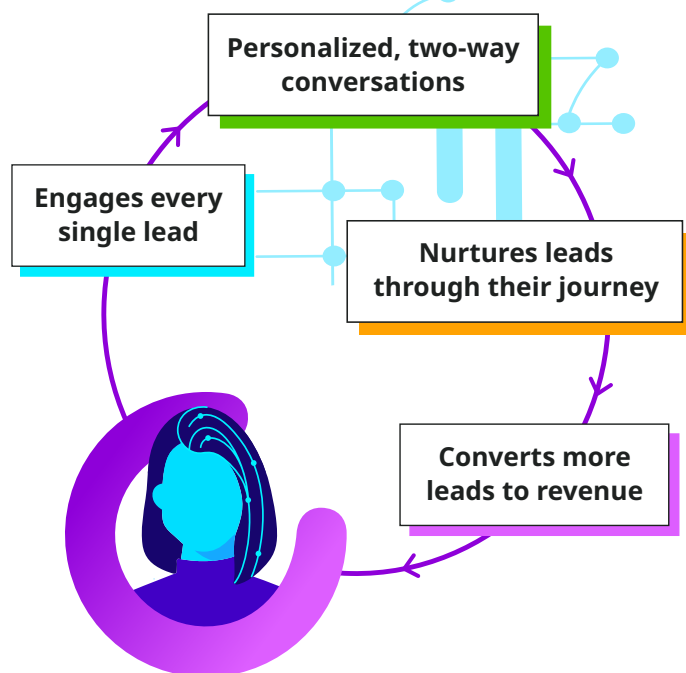 Personalized, two-way
conversations
Engages every
single lead
Nurtures leads
through their journey
Converts more
leads to revenue